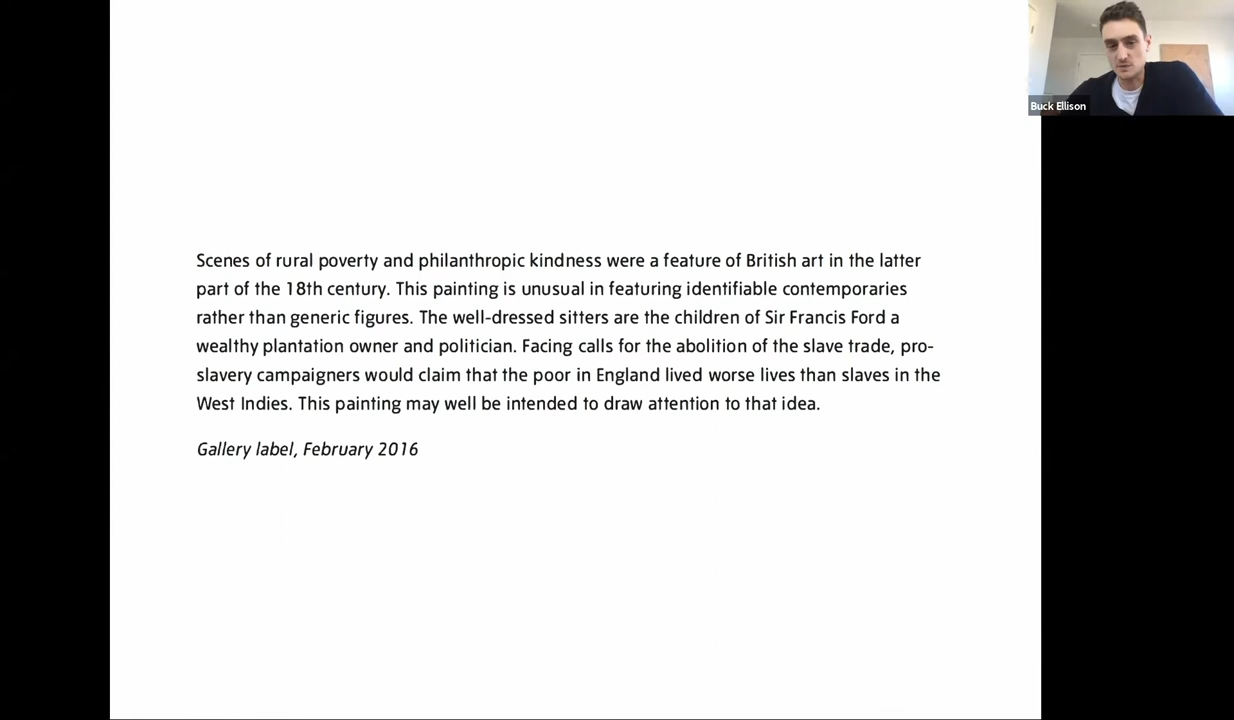 Buck Ellison
Scenes of rural poverty and philanthropic kindness were a feature of British art in the latter
part of the 18th century. This painting is unusual in featuring identifiable contemporaries
rather than generic figures. The well-dressed sitters are the children of Sir Francis Ford a
wealthy plantation owner and politician. Facing calls for the abolition of the slave trade, pro-
slavery campaigners would claim that the poor in England lived worse lives than slaves in the
West Indies. This painting may well be intended to draw attention to that idea.
Gallery label, February 2016